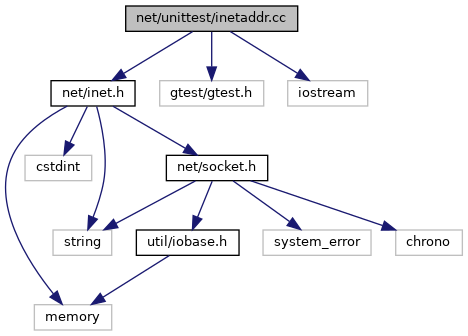 net/unittest/inetaddr.cc
net/inet.h
gtest/gtest.h
iostream
cstdint
net/socket.h
string
util/iobase.h
system_error
chrono
memory